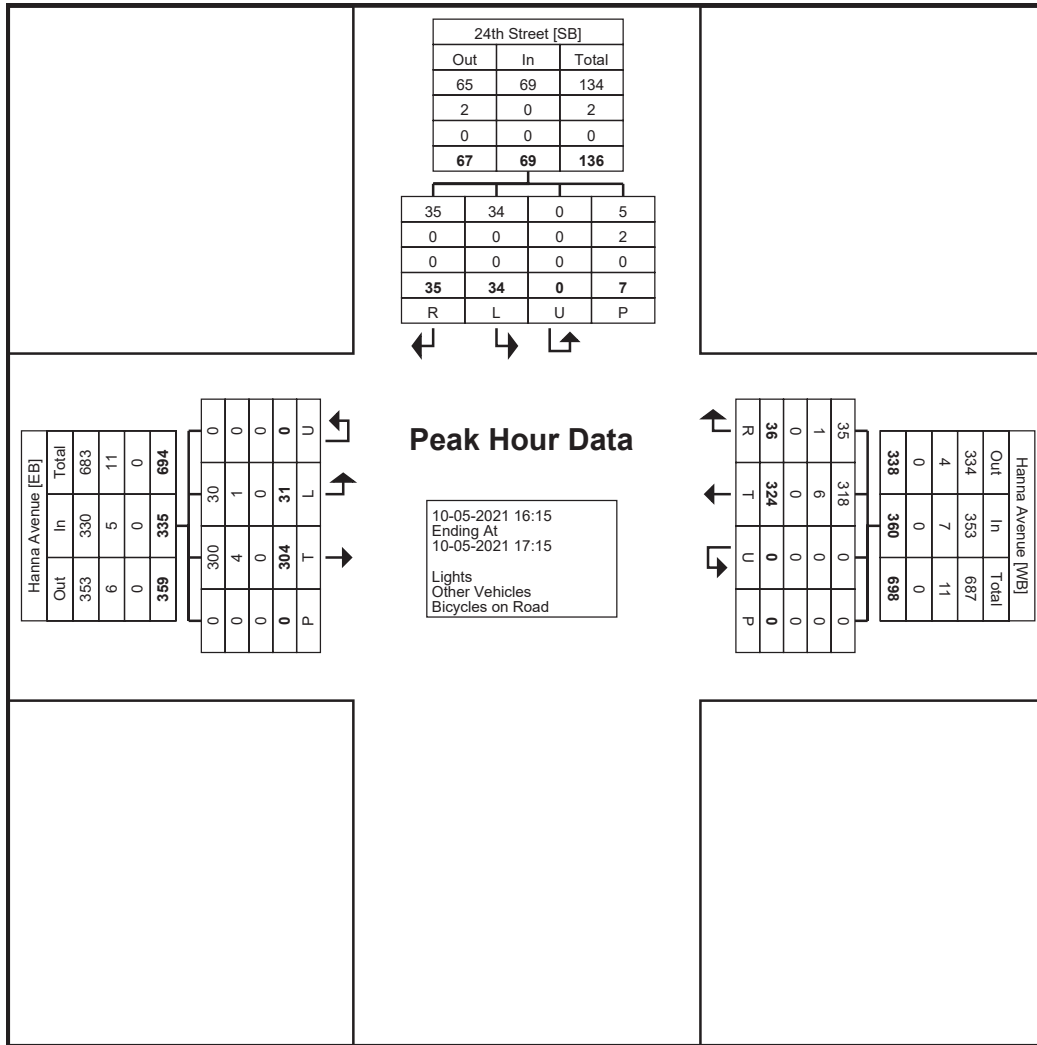 24th Street [SB]
Out In Total
65 69 134
2 0 2
0 0 0
67 69 136
35 34 0 5
0 0 0 2
0 0 0 0
35 34 0 7
R L U P
Hanna Avenue [EB]
Total In Out
683 330 353
11 5 6
0 0 0
694 335 359
0 30 300 0
0 1 4 0
0 0 0 0
0 31 304 0
U L T P
Peak Hour Data
10-05-2021 16:15
Ending At
10-05-2021 17:15
Lights
Other Vehicles
Bicycles on Road
Hanna Avenue [WB]
Out In Total
334 353 687
4 7 11
0 0 0
338 360 698
35 318 0 0
1 6 0 0
0 0 0 0
36 324 0 0
R T U P